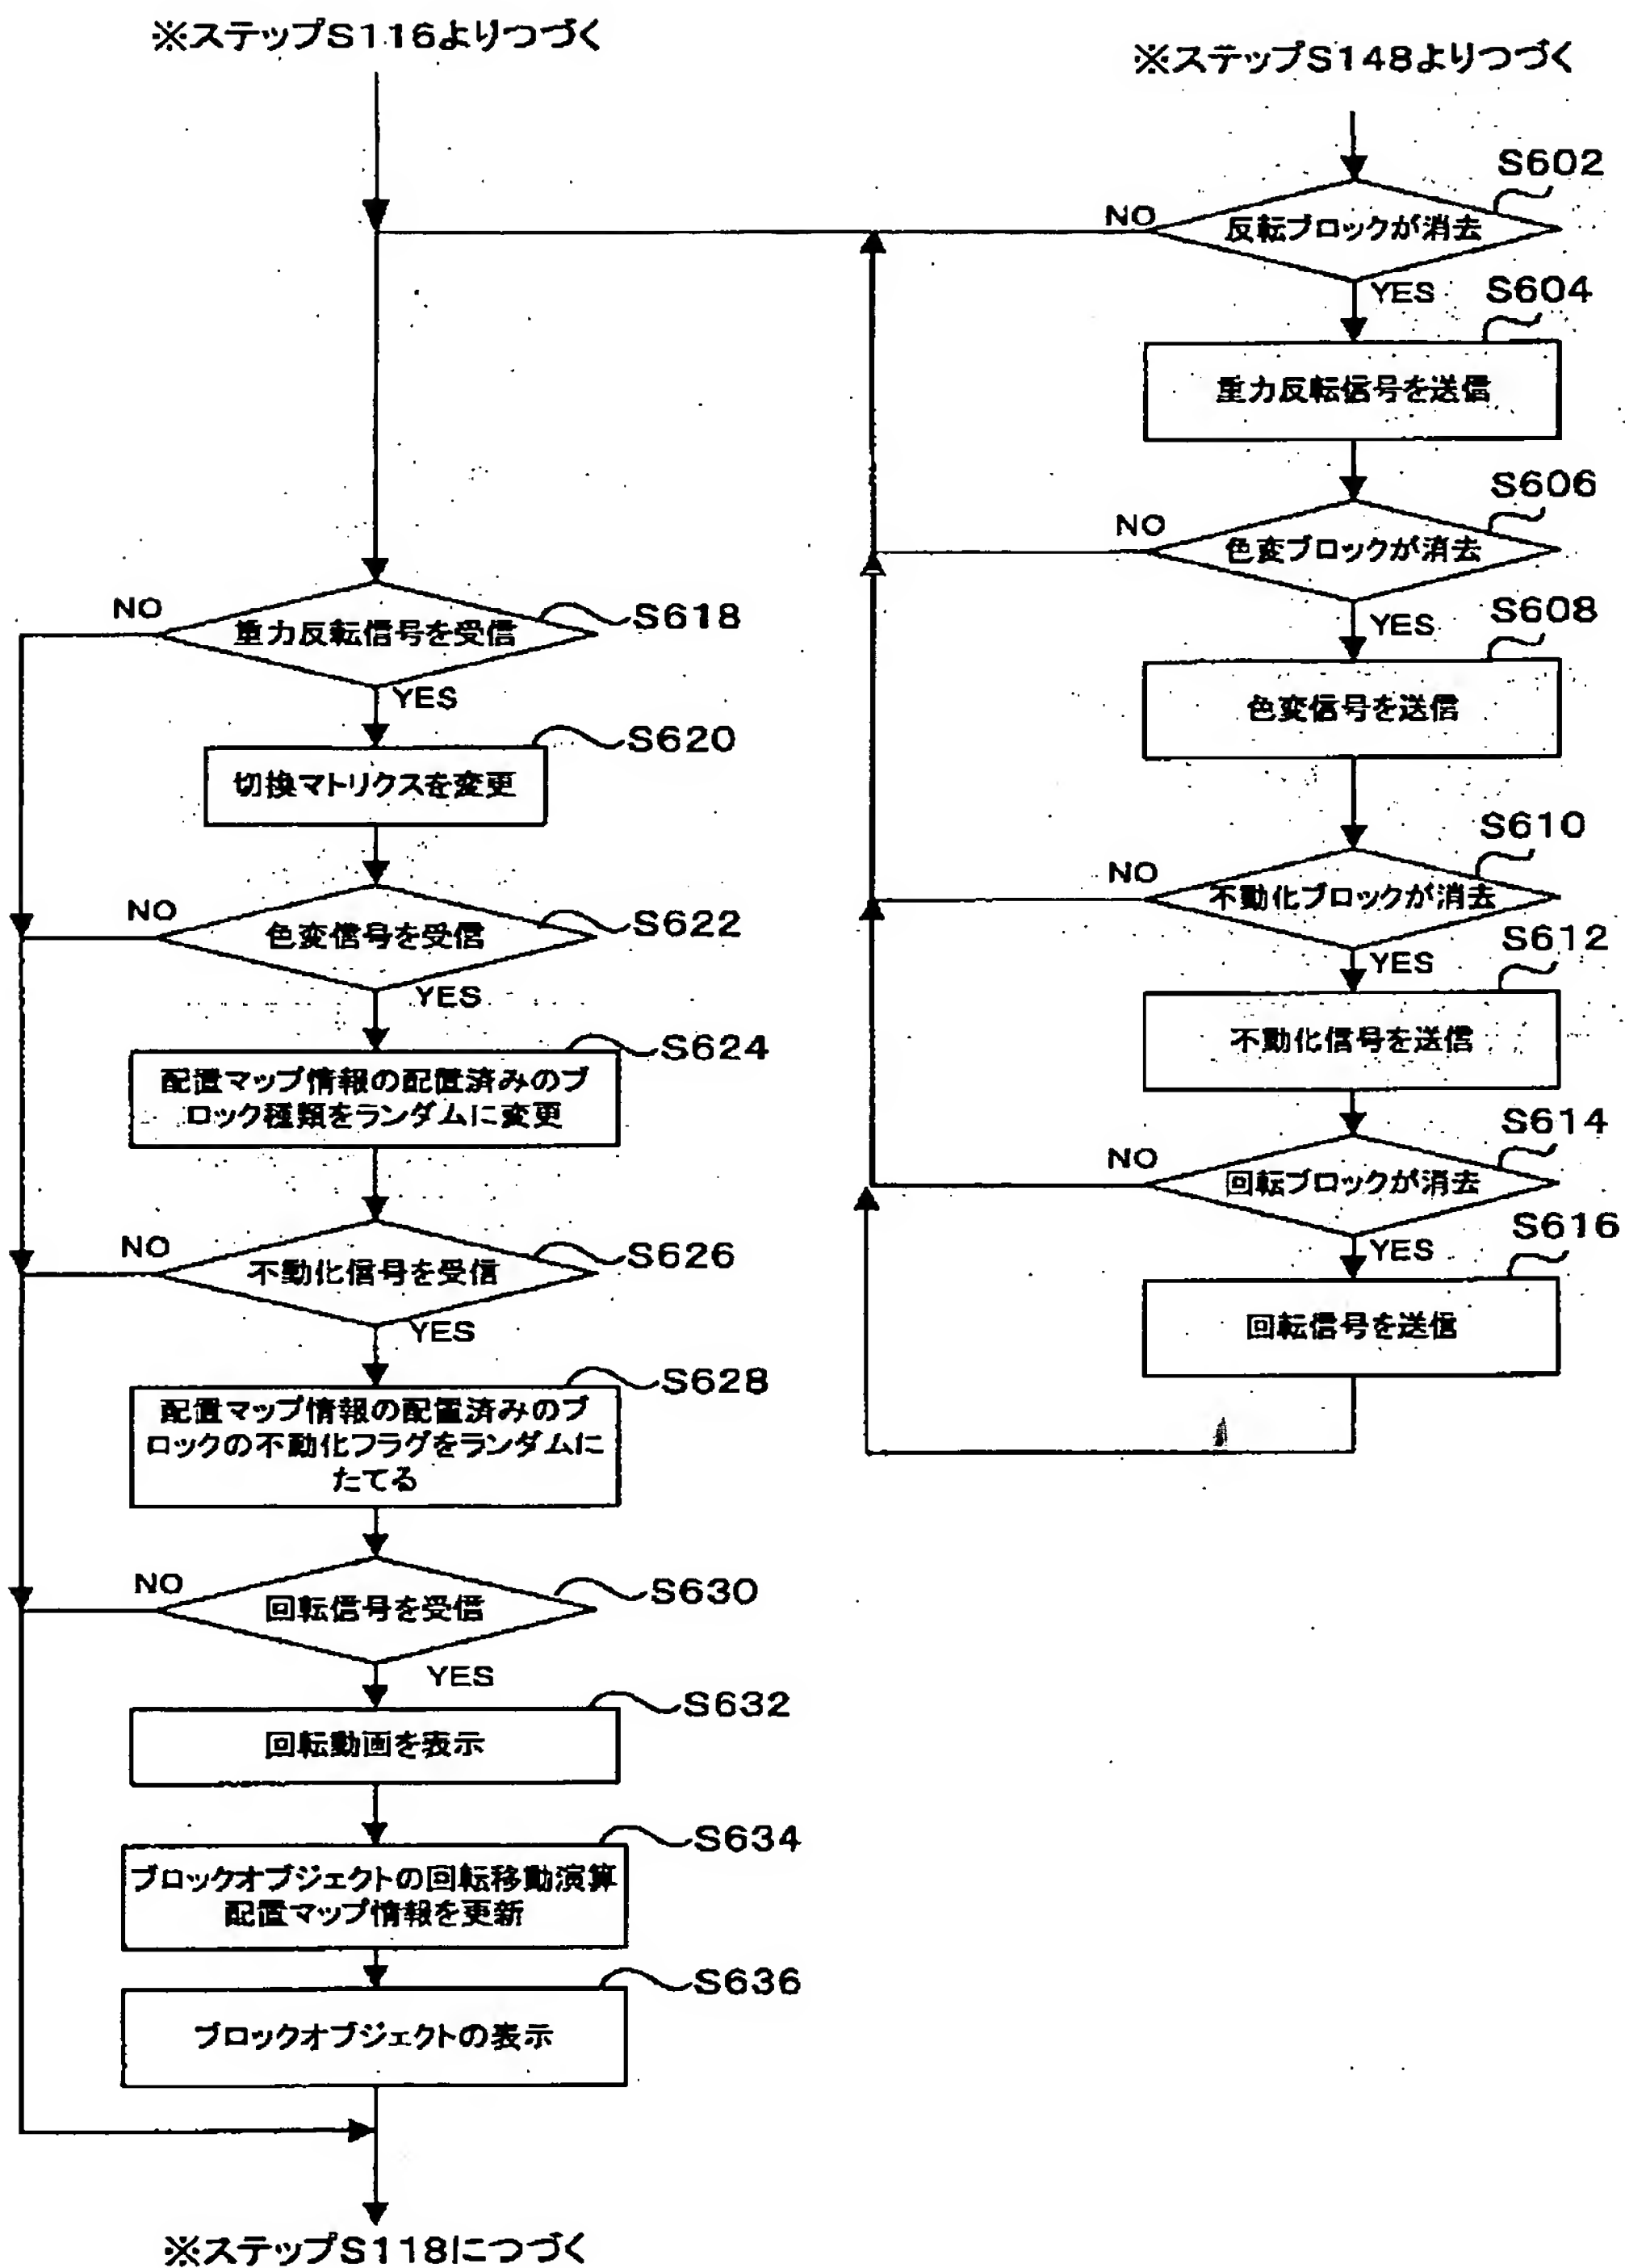 ※ステップS116よりつづく
NO
重力反転信号を受信
S618
YES
切換マトリクスを変更
S620
NO
色変信号を受信
S622
YES
配置マップ情報の配置済みのブ
ロック種類をランダムに変更
S624
NO
不動化信号を受信
S626
YES
配置マップ情報の配置済みのブ
ロックの不動化フラグをランダムに
たてる
S628
NO
回転信号を受信
S630
YES
回転動画を表示
S632
ブロックオブジェクトの回転移動演算
配置マップ情報を更新
S634
ブロックオブジェクトの表示
S636
※ステップS118につづく
※ステップS148よりつづく
S602
NO
反転ブロックが消去
YES
S604
重力反転信号を送信
S606
NO
色変ブロックが消去
YES
S608
色変信号を送信
S610
NO
不動化ブロックが消去
YES
S612
不動化信号を送信
S614
NO
回転ブロックが消去
YES
S616
回転信号を送信